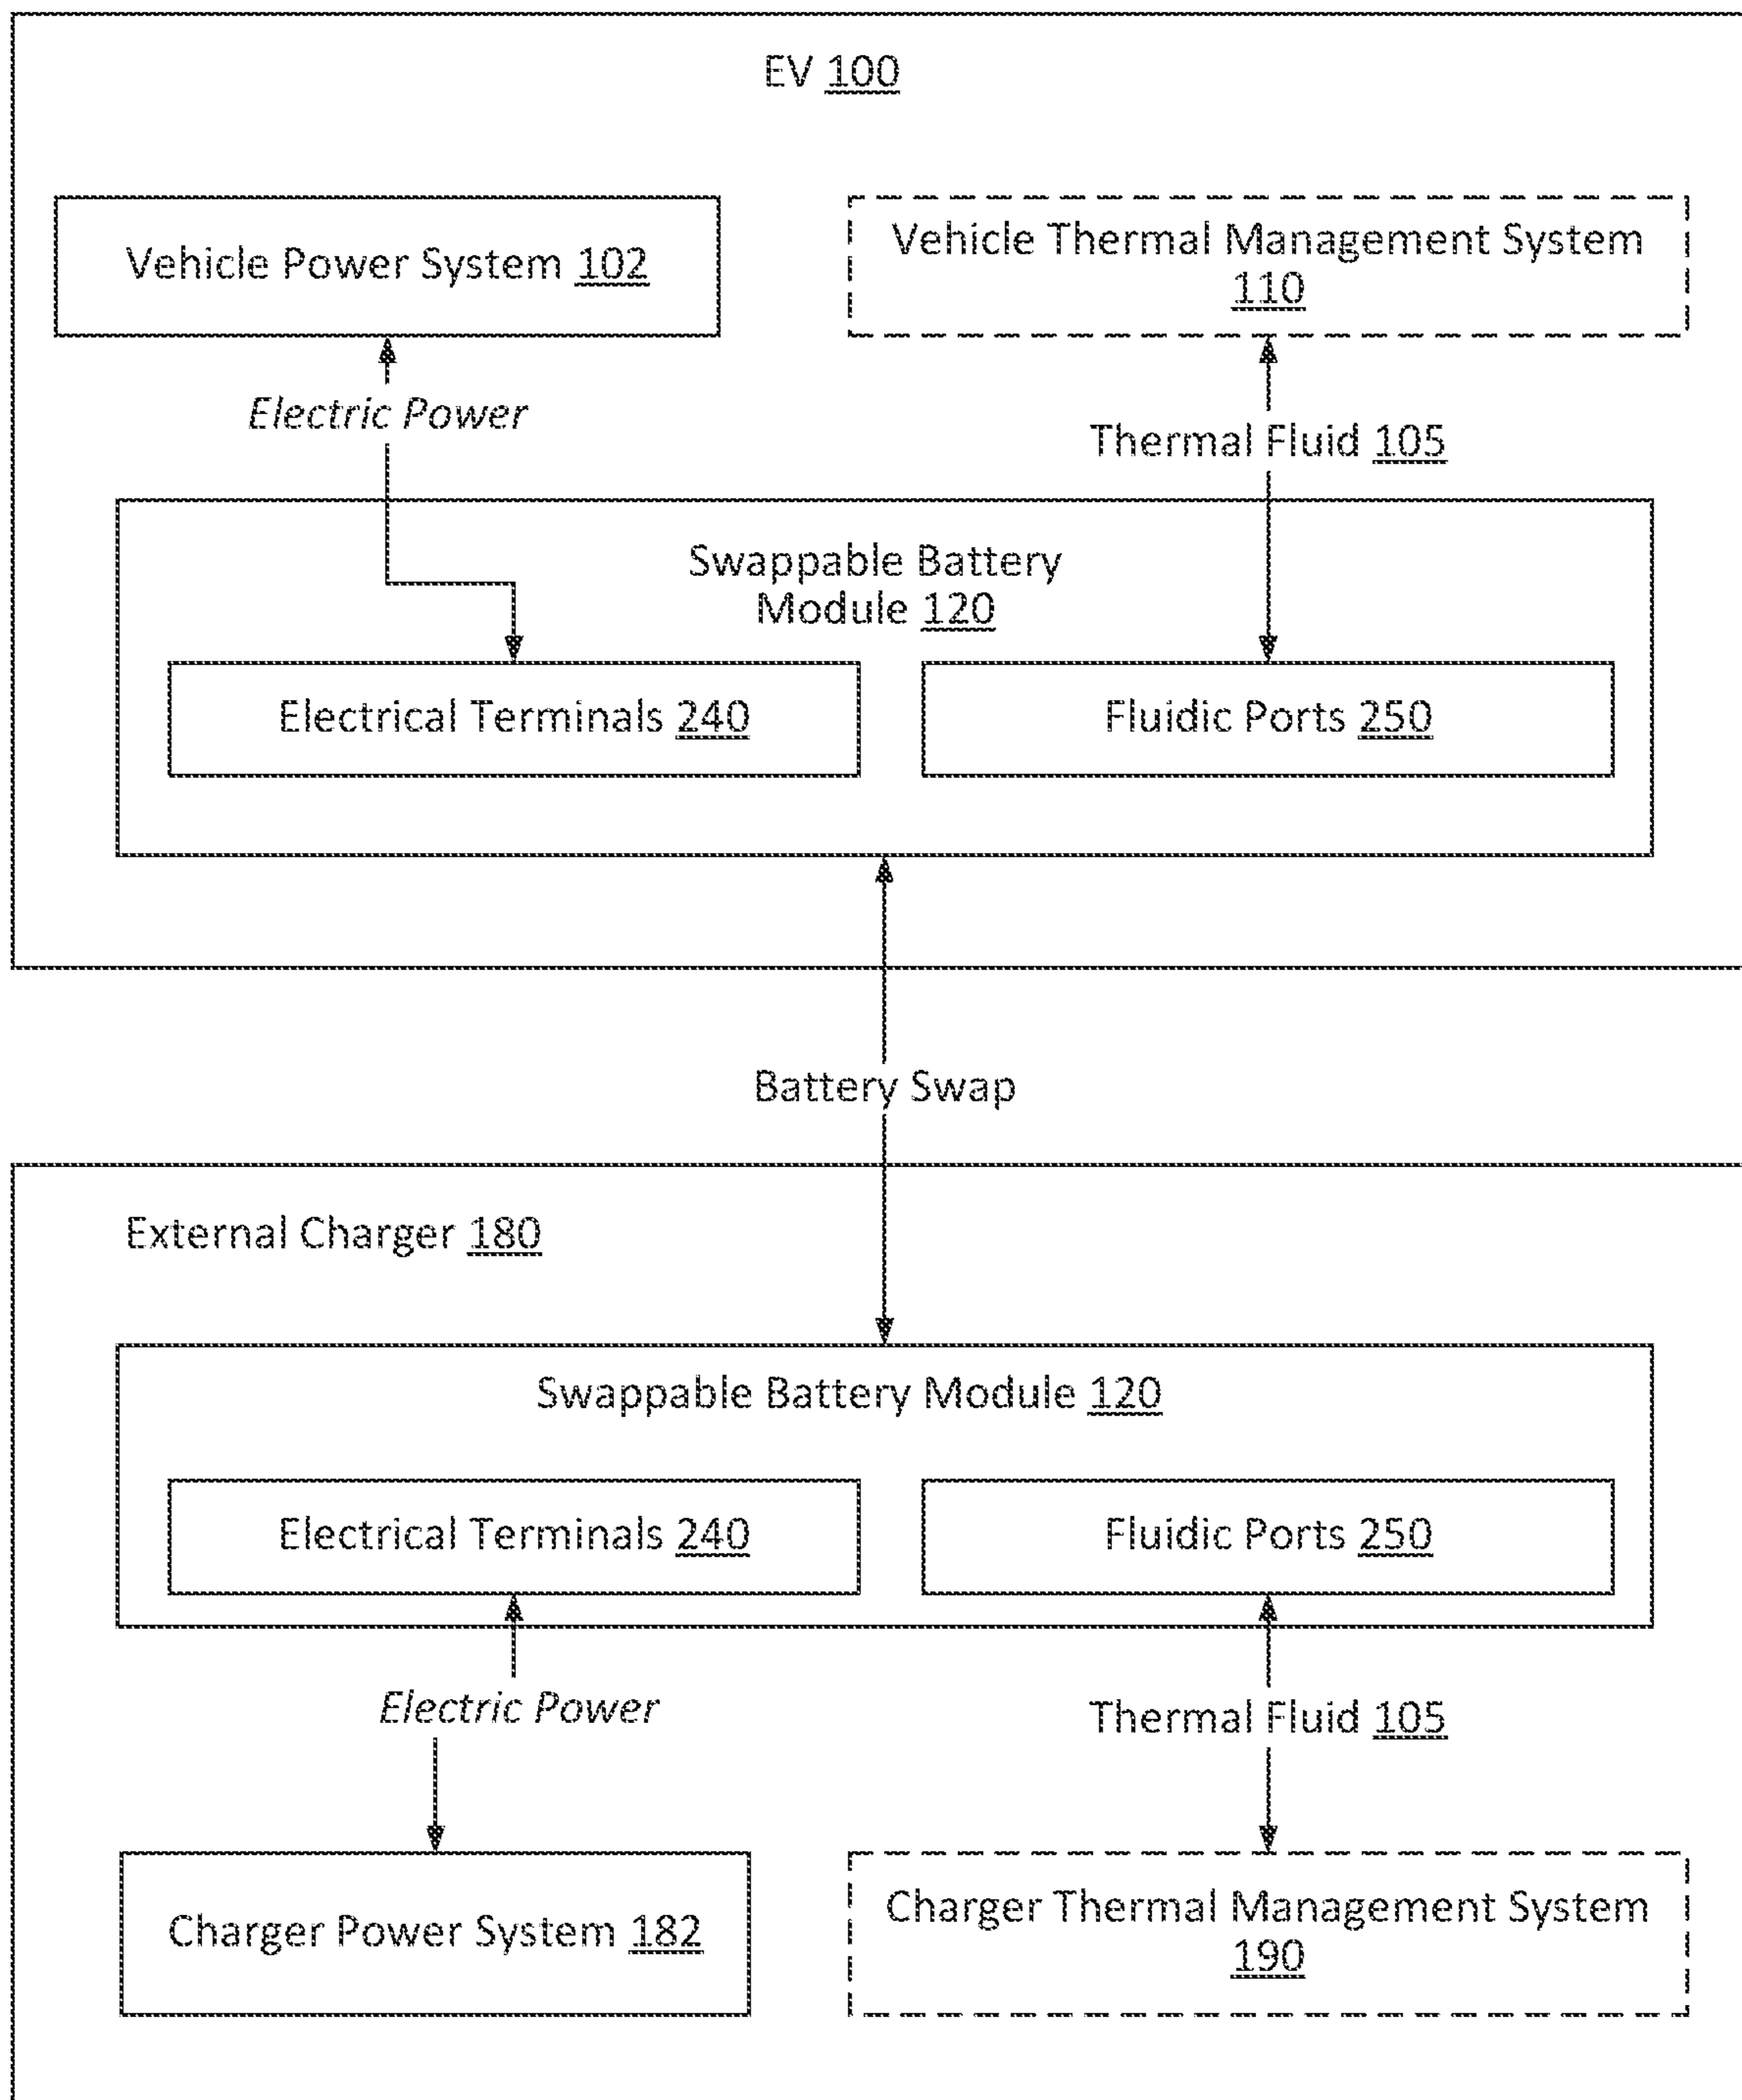 EV 100
Vehicle Power System 102
Vehicle Thermal Management System
110
Electric Power
Thermal Fluid 105
Swappable Battery
Module 120
Electrical Terminals 240
Fluidic Ports 250
Battery Swap
External Charger 180
Swappable Battery Module 120
Electrical Terminals 240
Fluidic Ports 250
Electric Power
Thermal Fluid 105
Charger Power System 182
Charger Thermal Management System
190